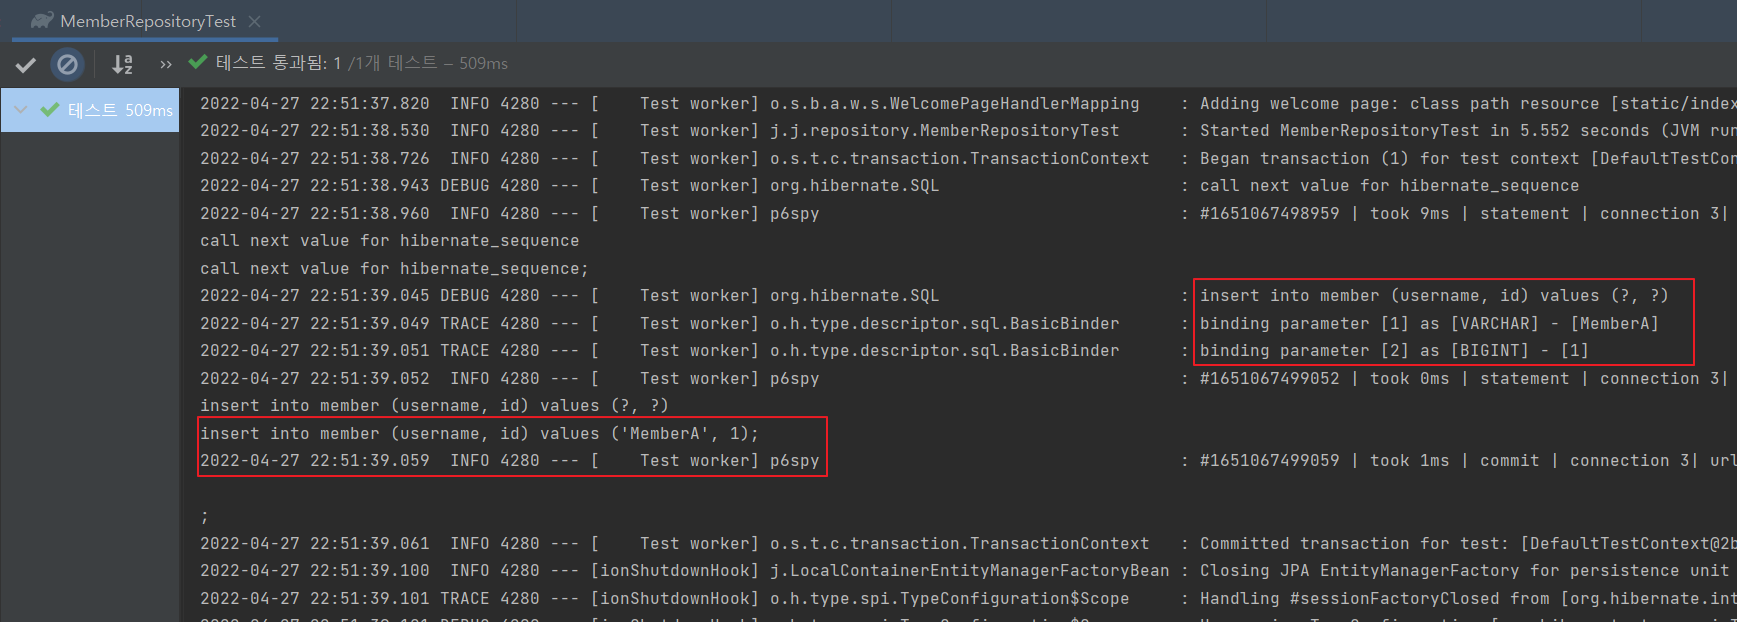 MemberRepositoryTest
테스트 통과됨: 1 /1개 테스트 – 509ms
테스트 509ms
2022-04-27 22:51:37.820  INFO 4280 --- [    Test worker] o.s.b.a.w.s.WelcomePageHandlerMapping    : Adding welcome page: class path resource [static/index
2022-04-27 22:51:38.530  INFO 4280 --- [    Test worker] j.j.repository.MemberRepositoryTest      : Started MemberRepositoryTest in 5.552 seconds (JVM run
2022-04-27 22:51:38.726  INFO 4280 --- [    Test worker] o.s.t.c.transaction.TransactionContext   : Began transaction (1) for test context [DefaultTestCon
2022-04-27 22:51:38.943 DEBUG 4280 --- [    Test worker] org.hibernate.SQL                        : call next value for hibernate_sequence
2022-04-27 22:51:38.960  INFO 4280 --- [    Test worker] p6spy                                    : #1651067498959 | took 9ms | statement | connection 3|
call next value for hibernate_sequence
call next value for hibernate_sequence;
2022-04-27 22:51:39.045 DEBUG 4280 --- [    Test worker] org.hibernate.SQL                        : insert into member (username, id) values (?, ?)
2022-04-27 22:51:39.049 TRACE 4280 --- [    Test worker] o.h.type.descriptor.sql.BasicBinder      : binding parameter [1] as [VARCHAR] - [MemberA]
2022-04-27 22:51:39.051 TRACE 4280 --- [    Test worker] o.h.type.descriptor.sql.BasicBinder      : binding parameter [2] as [BIGINT] - [1]
2022-04-27 22:51:39.052  INFO 4280 --- [    Test worker] p6spy                                    : #1651067499052 | took 0ms | statement | connection 3|
insert into member (username, id) values (?, ?)
insert into member (username, id) values ('MemberA', 1);
2022-04-27 22:51:39.059  INFO 4280 --- [    Test worker] p6spy                                    : #1651067499059 | took 1ms | commit | connection 3| url
;
2022-04-27 22:51:39.061  INFO 4280 --- [    Test worker] o.s.t.c.transaction.TransactionContext   : Committed transaction for test: [DefaultTestContext@2b
2022-04-27 22:51:39.100  INFO 4280 --- [ionShutdownHook] j.LocalContainerEntityManagerFactoryBean : Closing JPA EntityManagerFactory for persistence unit
2022-04-27 22:51:39.101 TRACE 4280 --- [ionShutdownHook] o.h.type.spi.TypeConfiguration$Scope     : Handling #sessionFactoryClosed from [org.hibernate.int